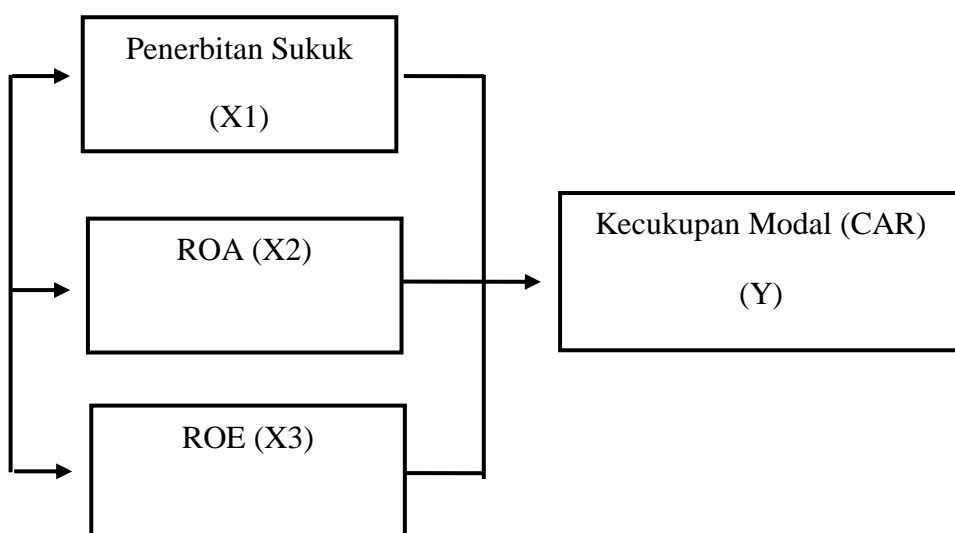 Penerbitan Sukuk
(X1)
ROA (X2)
Kecukupan Modal (CAR)
(Y)
ROE (X3)